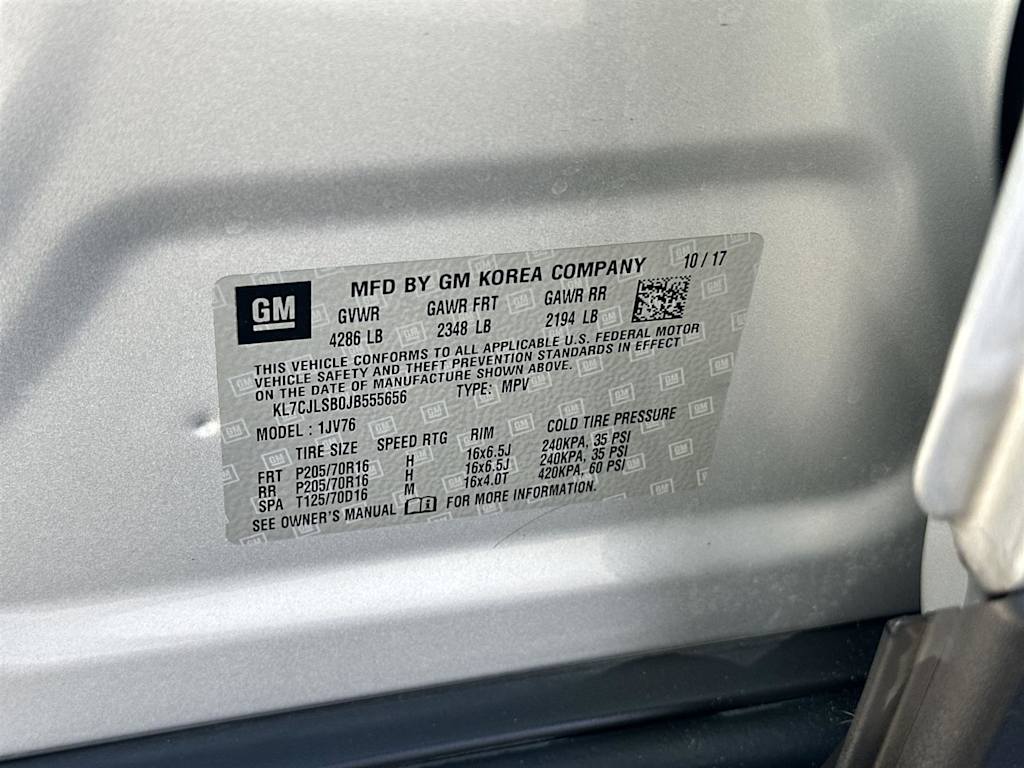 GM
MFD BY GM KOREA COMPANY 10 / 17
GVWR GAWR FRT GAWR RR
4286 LB 2348 LB 2194 LB
THIS VEHICLE CONFORMS TO ALL APPLICABLE U.S. FEDERAL MOTOR
VEHICLE SAFETY AND THEFT PREVENTION STANDARDS IN EFFECT
ON THE DATE OF MANUFACTURE SHOWN ABOVE.
KL7CJLSB0JB555656 TYPE: MPV
MODEL : 1JV76
TIRE SIZE SPEED RTG RIM COLD TIRE PRESSURE
FRT P205/70R16 H 16x6.5J 240KPA, 35 PSI
RR P205/70R16 H 16x6.5J 240KPA, 35 PSI
SPA T125/70D16 M 16x4.0T 420KPA, 60 PSI
SEE OWNER'S MANUAL i FOR MORE INFORMATION.